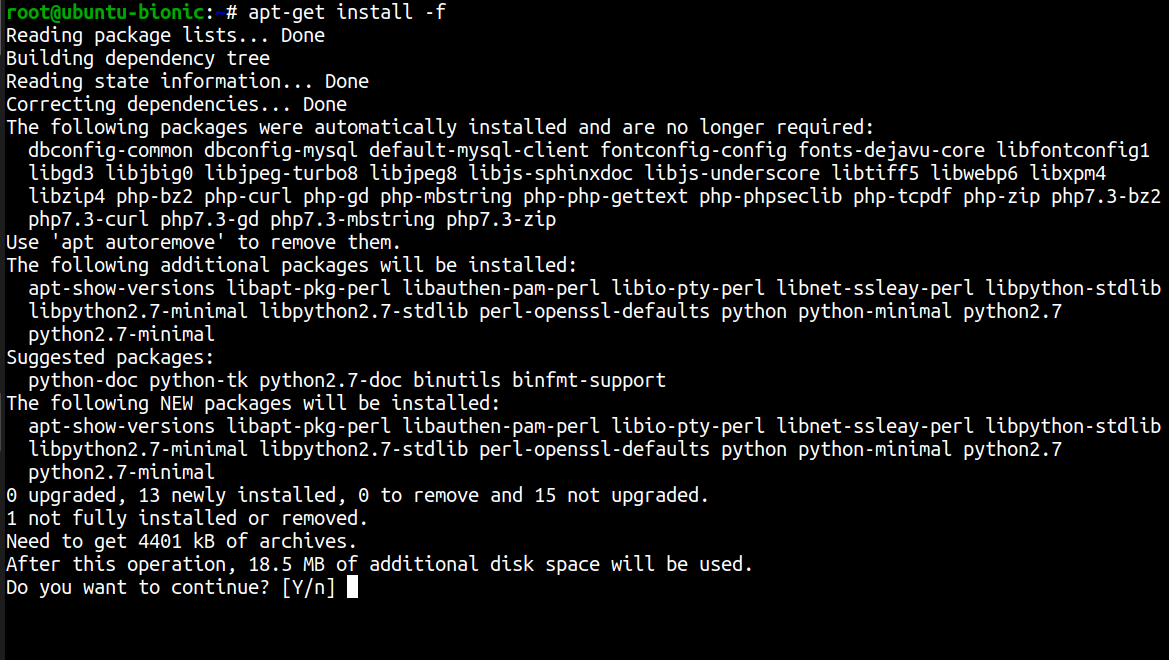 root@ubuntu-bionic:~# apt-get install -f
Reading package lists... Done
Building dependency tree
Reading state information... Done
Correcting dependencies... Done
The following packages were automatically installed and are no longer required:
  dbconfig-common dbconfig-mysql default-mysql-client fontconfig-config fonts-dejavu-core libfontconfig1
  libgd3 libjbig0 libjpeg-turbo8 libjpeg8 libjs-sphinxdoc libjs-underscore libtiff5 libwebp6 libxpm4
  libzip4 php-bz2 php-curl php-gd php-mbstring php-php-gettext php-phpseclib php-tcpdf php-zip php7.3-bz2
  php7.3-curl php7.3-gd php7.3-mbstring php7.3-zip
Use 'apt autoremove' to remove them.
The following additional packages will be installed:
  apt-show-versions libapt-pkg-perl libauthen-pam-perl libio-pty-perl libnet-ssleay-perl libpython-stdlib
  libpython2.7-minimal libpython2.7-stdlib perl-openssl-defaults python python-minimal python2.7
  python2.7-minimal
Suggested packages:
  python-doc python-tk python2.7-doc binutils binfmt-support
The following NEW packages will be installed:
  apt-show-versions libapt-pkg-perl libauthen-pam-perl libio-pty-perl libnet-ssleay-perl libpython-stdlib
  libpython2.7-minimal libpython2.7-stdlib perl-openssl-defaults python python-minimal python2.7
  python2.7-minimal
0 upgraded, 13 newly installed, 0 to remove and 15 not upgraded.
1 not fully installed or removed.
Need to get 4401 kB of archives.
After this operation, 18.5 MB of additional disk space will be used.
Do you want to continue? [Y/n]